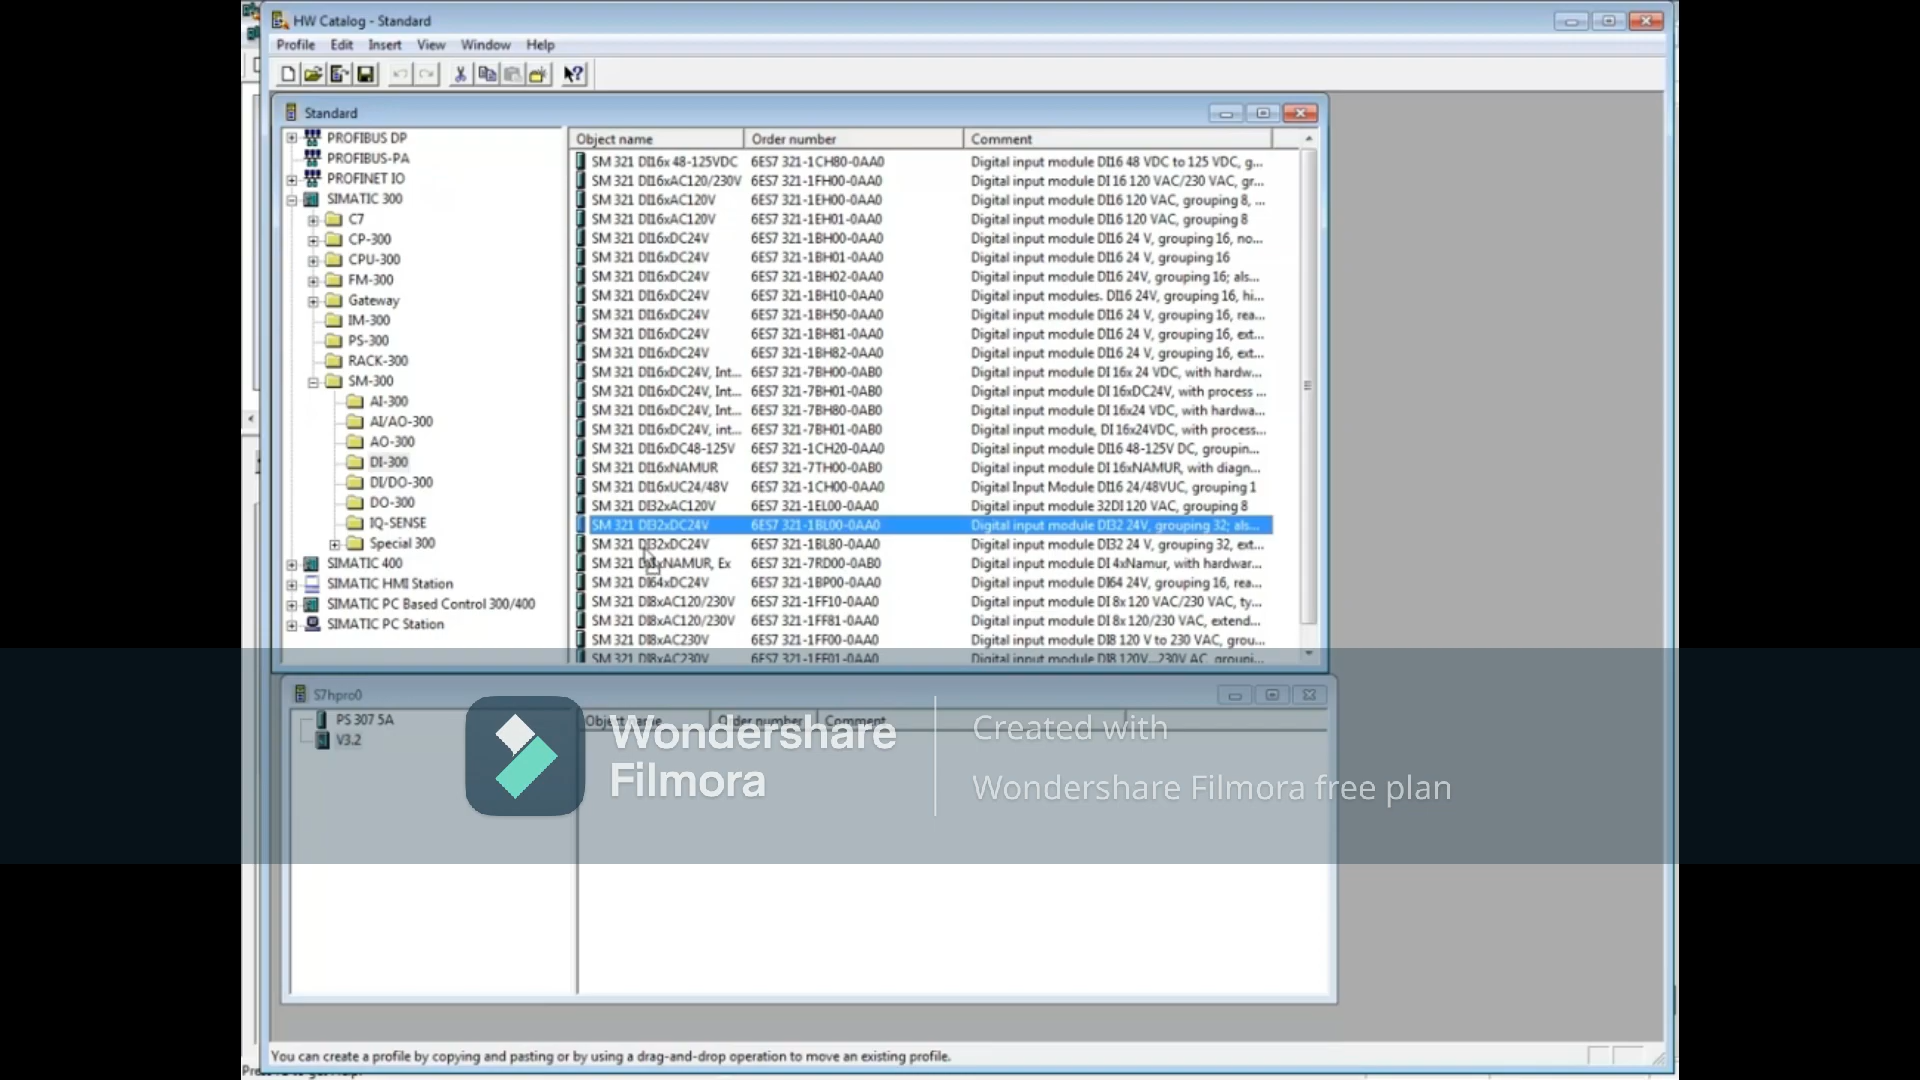 HW Catalog - Standard
Profile Edit Insert View Window Help
Standard
PROFIBUS DP
PROFIBUS-PA
PROFINET IO
SIMATIC 300
C7
CP-300
CPU-300
FM-300
Gateway
IM-300
PS-300
RACK-300
SM-300
AI-300
AI/AO-300
AO-300
DI-300
DI/DO-300
DO-300
IQ-SENSE
Special 300
SIMATIC 400
SIMATIC HMI Station
SIMATIC PC Based Control 300/400
SIMATIC PC Station
Object name Order number Comment
SM 321 DI16x 48-125VDC 6ES7 321-1CH80-0AA0 Digital input module DI16 48 VDC to 125 VDC, g...
SM 321 DI16xAC120/230V 6ES7 321-1FH00-0AA0 Digital input module DI 16 120 VAC/230 VAC, gr...
SM 321 DI16xAC120V 6ES7 321-1EH00-0AA0 Digital input module DI16 120 VAC, grouping 8, ...
SM 321 DI16xAC120V 6ES7 321-1EH01-0AA0 Digital input module DI16 120 VAC, grouping 8
SM 321 DI16xDC24V 6ES7 321-1BH00-0AA0 Digital input module DI16 24 V, grouping 16, no...
SM 321 DI16xDC24V 6ES7 321-1BH01-0AA0 Digital input module DI16 24 V, grouping 16
SM 321 DI16xDC24V 6ES7 321-1BH02-0AA0 Digital input module DI16 24V, grouping 16; als...
SM 321 DI16xDC24V 6ES7 321-1BH10-0AA0 Digital input modules. DI16 24V, grouping 16, hi...
SM 321 DI16xDC24V 6ES7 321-1BH50-0AA0 Digital input module DI16 24 V, grouping 16, rea...
SM 321 DI16xDC24V 6ES7 321-1BH81-0AA0 Digital input module DI16 24 V, grouping 16, ext...
SM 321 DI16xDC24V 6ES7 321-1BH82-0AA0 Digital input module DI16 24 V, grouping 16, ext...
SM 321 DI16xDC24V, Int... 6ES7 321-7BH00-0AB0 Digital input module DI 16x 24 VDC, with hardw...
SM 321 DI16xDC24V, Int... 6ES7 321-7BH01-0AB0 Digital input module DI 16xDC24V, with process ...
SM 321 DI16xDC24V, Int... 6ES7 321-7BH80-0AB0 Digital input module DI 16x24 VDC, with hardwa...
SM 321 DI16xDC24V, int... 6ES7 321-7BH01-0AB0 Digital input module, DI 16x24VDC, with process...
SM 321 DI16xDC48-125V 6ES7 321-1CH20-0AA0 Digital input module DI16 48-125V DC, groupin...
SM 321 DI16xNAMUR 6ES7 321-7TH00-0AB0 Digital input module DI 16xNAMUR, with diagn...
SM 321 DI16xUC24/48V 6ES7 321-1CH00-0AA0 Digital Input Module DI16 24/48VUC, grouping 1
SM 321 DI32xAC120V 6ES7 321-1EL00-0AA0 Digital input module 32DI 120 VAC, grouping 8
SM 321 DI32xDC24V 6ES7 321-1BL00-0AA0 Digital input module DI32 24V, grouping 32; als...
SM 321 DI32xDC24V 6ES7 321-1BL80-0AA0 Digital input module DI32 24 V, grouping 32, ext...
SM 321 DI4xNAMUR, Ex 6ES7 321-7RD00-0AB0 Digital input module DI 4xNamur, with hardwar...
SM 321 DI64xDC24V 6ES7 321-1BP00-0AA0 Digital input module DI64 24V, grouping 16, rea...
SM 321 DI8xAC120/230V 6ES7 321-1FF10-0AA0 Digital input module DI 8x 120 VAC/230 VAC, ty...
SM 321 DI8xAC120/230V 6ES7 321-1FF81-0AA0 Digital input module DI 8x 120/230 VAC, extend...
SM 321 DI8xAC230V 6ES7 321-1FF00-0AA0 Digital input module DI8 120 V to 230 VAC, grou...
SM 321 DI8xAC230V 6ES7 321-1FF01-0AA0 Digital input module DI8 120V...230V AC, groupi...
S7hpro0
PS 307 5A
V3.2
Object name Order number Comment
Wondershare
Filmora
Created with
Wondershare Filmora free plan
You can create a profile by copying and pasting or by using a drag-and-drop operation to move an existing profile.